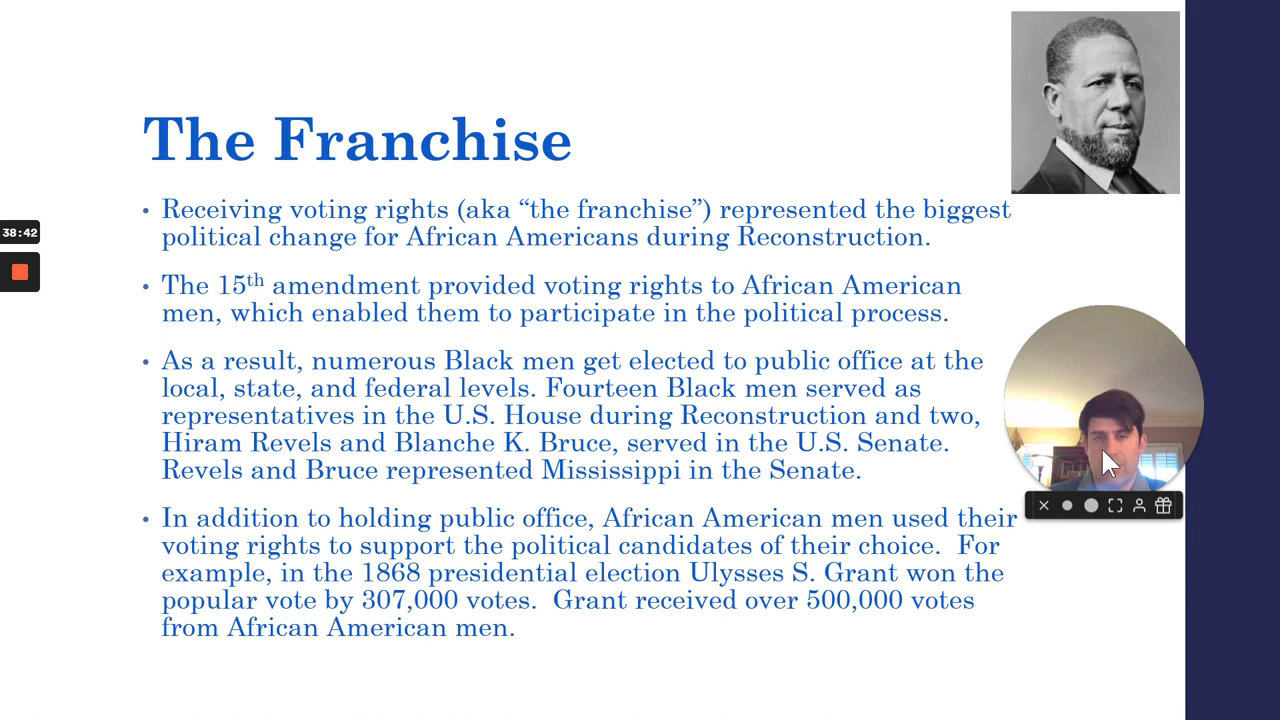 The Franchise
• Receiving voting rights (aka “the franchise”) represented the biggest
political change for African Americans during Reconstruction.
• The 15th amendment provided voting rights to African American
men, which enabled them to participate in the political process.
• As a result, numerous Black men get elected to public office at the
local, state, and federal levels. Fourteen Black men served as
representatives in the U.S. House during Reconstruction and two,
Hiram Revels and Blanche K. Bruce, served in the U.S. Senate.
Revels and Bruce represented Mississippi in the Senate.
• In addition to holding public office, African American men used their
voting rights to support the political candidates of their choice.  For
example, in the 1868 presidential election Ulysses S. Grant won the
popular vote by 307,000 votes.  Grant received over 500,000 votes
from African American men.
38:42